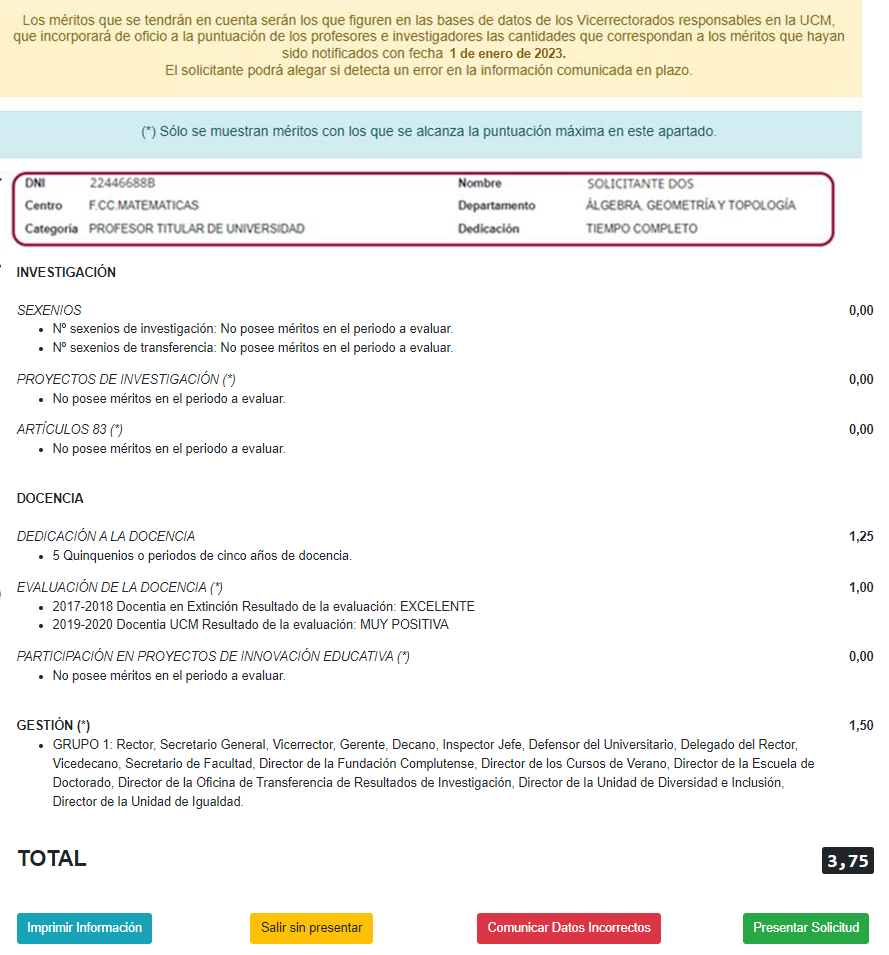 Los méritos que se tendrán en cuenta serán los que figuren en las bases de datos de los Vicerrectorados responsables en la UCM,
que incorporará de oficio a la puntuación de los profesores e investigadores las cantidades que correspondan a los méritos que hayan
sido notificados con fecha 1 de enero de 2023.
El solicitante podrá alegar si detecta un error en la información comunicada en plazo.
(*) Sólo se muestran méritos con los que se alcanza la puntuación máxima en este apartado.
DNI 22446688B Nombre SOLICITANTE DOS
Centro F.CC.MATEMATICAS Departamento ÁLGEBRA, GEOMETRÍA Y TOPOLOGÍA
Categoría PROFESOR TITULAR DE UNIVERSIDAD Dedicación TIEMPO COMPLETO
INVESTIGACIÓN
SEXENIOS 0,00
• Nº sexenios de investigación: No posee méritos en el periodo a evaluar.
• Nº sexenios de transferencia: No posee méritos en el periodo a evaluar.
PROYECTOS DE INVESTIGACIÓN (*) 0,00
• No posee méritos en el periodo a evaluar.
ARTÍCULOS 83 (*) 0,00
• No posee méritos en el periodo a evaluar.
DOCENCIA
DEDICACIÓN A LA DOCENCIA 1,25
• 5 Quinquenios o periodos de cinco años de docencia.
EVALUACIÓN DE LA DOCENCIA (*) 1,00
• 2017-2018 Docentia en Extinción Resultado de la evaluación: EXCELENTE
• 2019-2020 Docentia UCM Resultado de la evaluación: MUY POSITIVA
PARTICIPACIÓN EN PROYECTOS DE INNOVACIÓN EDUCATIVA (*) 0,00
• No posee méritos en el periodo a evaluar.
GESTIÓN (*) 1,50
• GRUPO 1: Rector, Secretario General, Vicerrector, Gerente, Decano, Inspector Jefe, Defensor del Universitario, Delegado del Rector,
Vicedecano, Secretario de Facultad, Director de la Fundación Complutense, Director de los Cursos de Verano, Director de la Escuela de
Doctorado, Director de la Oficina de Transferencia de Resultados de Investigación, Director de la Unidad de Diversidad e Inclusión,
Director de la Unidad de Igualdad.
TOTAL 3,75
Imprimir Información Salir sin presentar Comunicar Datos Incorrectos Presentar Solicitud